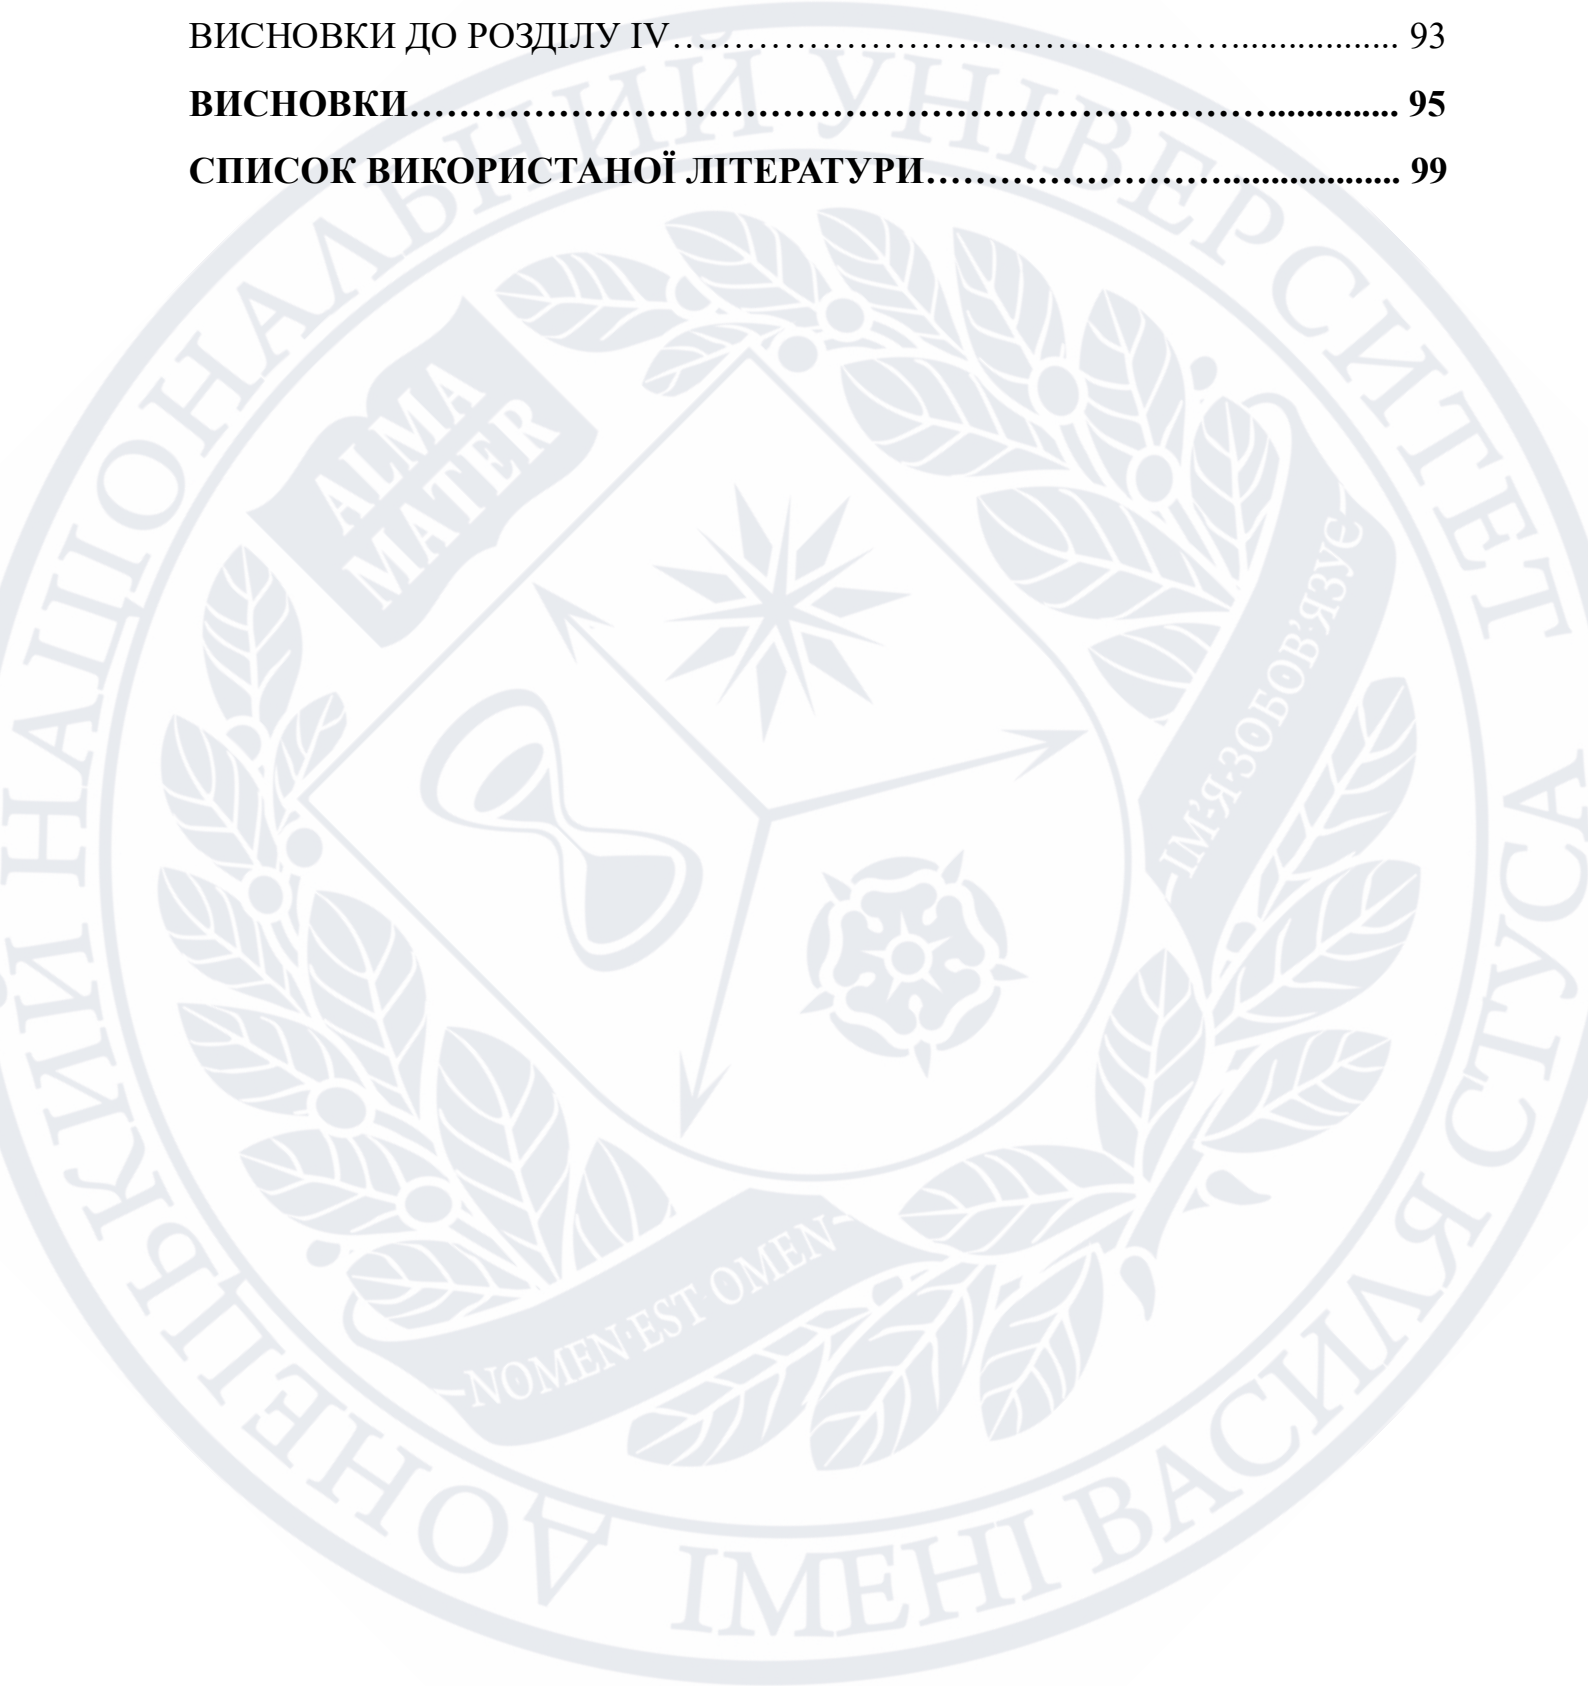 ВИСНОВКИ ДО РОЗДІЛУ IV........................................................... 93
ВИСНОВКИ........................................................................................ 95
СПИСОК ВИКОРИСТАНОЇ ЛІТЕРАТУРИ.......................................... 99
ДОНЕЦЬКИЙ НАЦІОНАЛЬНИЙ УНІВЕРСИТЕТ
ІМЕНІ ВАСИЛЯ СТУСА
ALMA
MATER
ІМ'Я ЗОБОВ'ЯЗУЄ
NOMEN·EST·OMEN